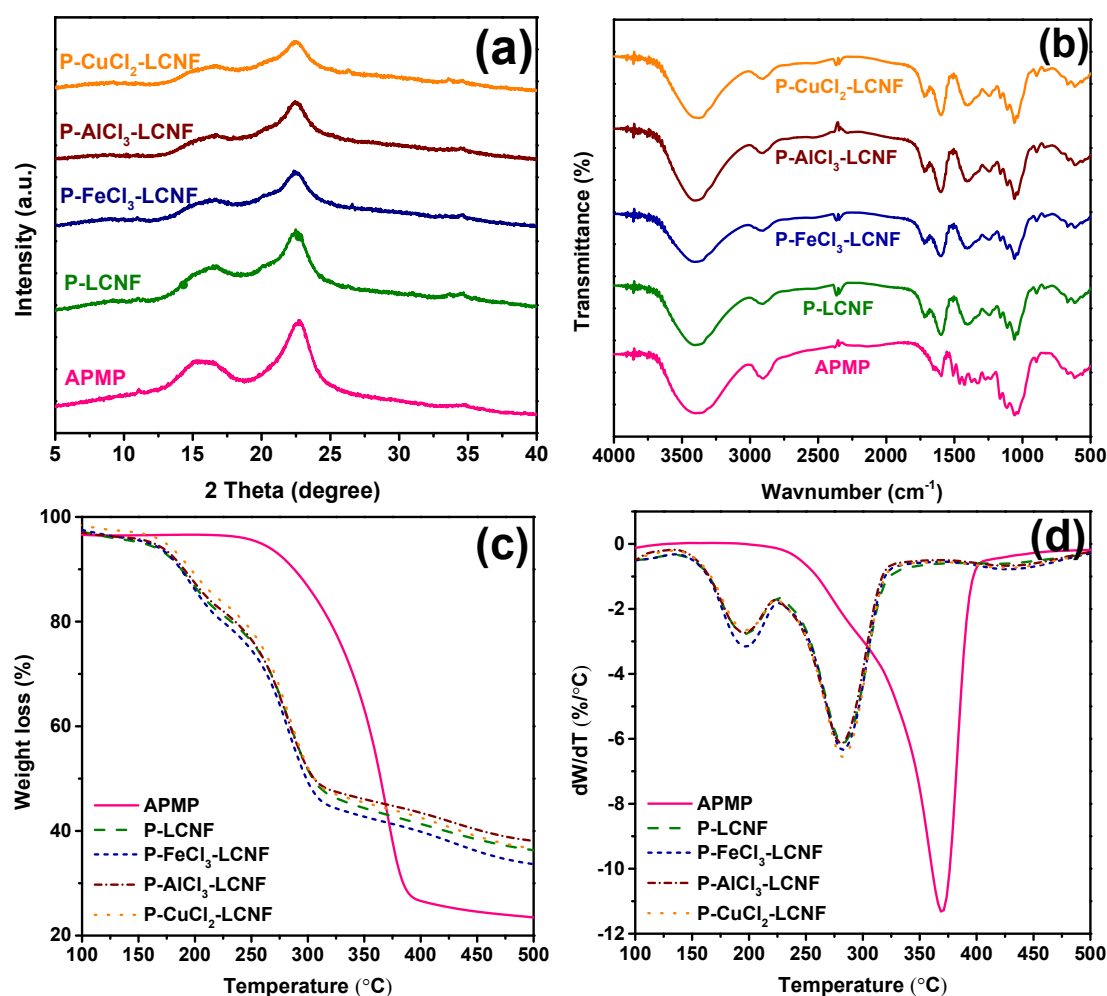 (a)
P-CuCl₂-LCNF
P-AlCl₃-LCNF
P-FeCl₃-LCNF
P-LCNF
APMP
Intensity (a.u.)
5 10 15 20 25 30 35 40
2 Theta (degree)
(b)
P-CuCl₂-LCNF
P-AlCl₃-LCNF
P-FeCl₃-LCNF
P-LCNF
APMP
Transmittance (%)
4000 3500 3000 2500 2000 1500 1000 500
Wavnumber (cm⁻¹)
(c)
100
80
60
40
20
Weight loss (%)
APMP
P-LCNF
P-FeCl₃-LCNF
P-AlCl₃-LCNF
P-CuCl₂-LCNF
100 150 200 250 300 350 400 450 500
Temperature (°C)
(d)
0
-2
-4
-6
-8
-10
-12
dW/dT (%/°C)
APMP
P-LCNF
P-FeCl₃-LCNF
P-AlCl₃-LCNF
P-CuCl₂-LCNF
100 150 200 250 300 350 400 450 500
Temperature (°C)